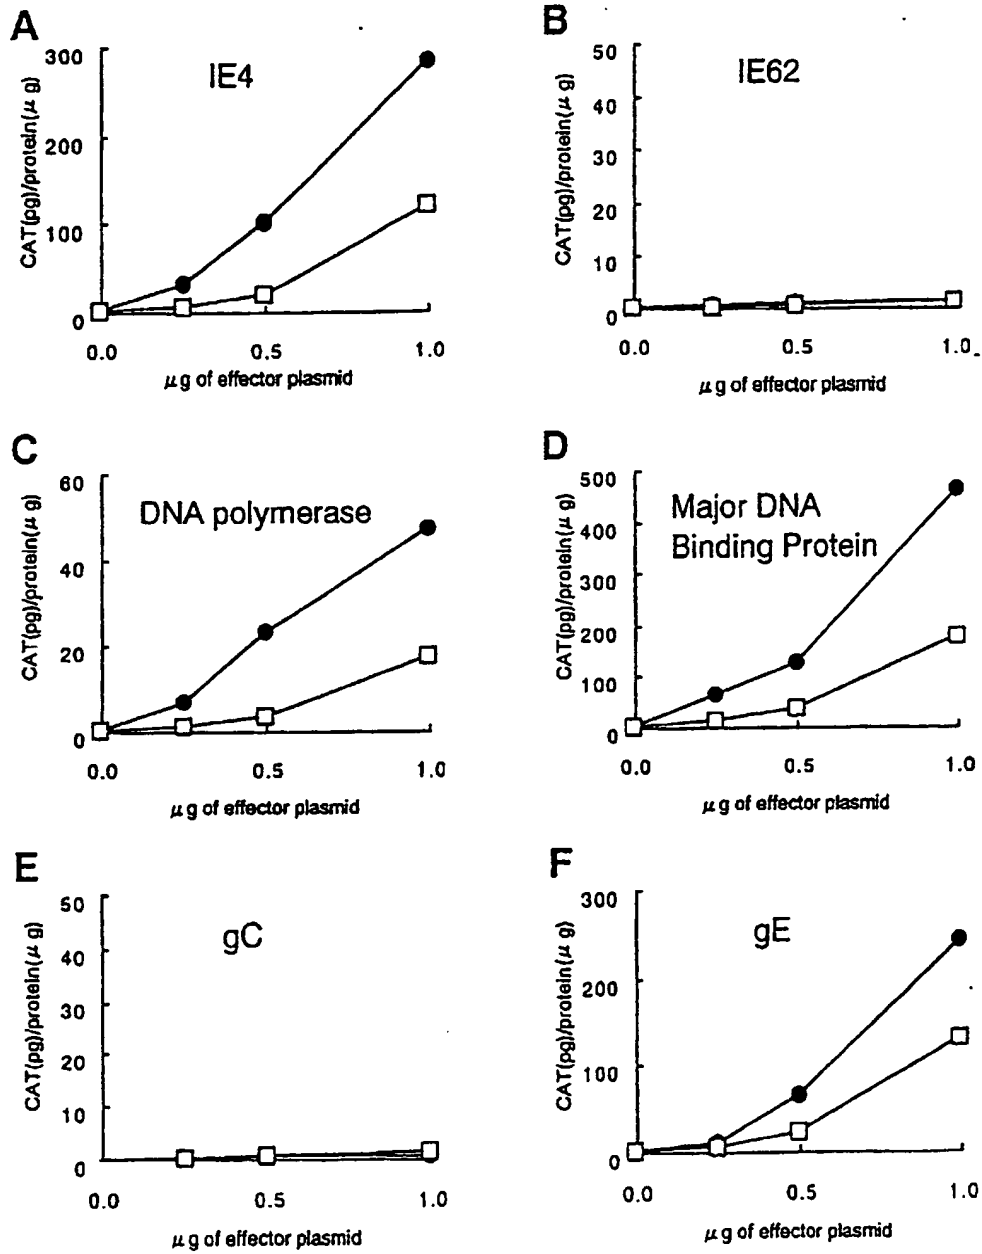 A
B
300
200
100
0
IE4
CAT(pg)/protein(μ g)
0.0 0.5 1.0
μ g of effector plasmid
50
40
30
20
10
0
IE62
CAT(pg)/protein(μ g)
0.0 0.5 1.0
μ g of effector plasmid
C
D
60
40
20
0
DNA polymerase
CAT(pg)/protein(μ g)
0.0 0.5 1.0
μ g of effector plasmid
500
400
300
200
100
0
Major DNA
Binding Protein
CAT(pg)/protein(μ g)
0.0 0.5 1.0
μ g of effector plasmid
E
F
50
40
30
20
10
0
gC
CAT(pg)/protein(μ g)
0.0 0.5 1.0
μ g of effector plasmid
300
200
100
0
gE
CAT(pg)/protein(μ g)
0.0 0.5 1.0
μ g of effector plasmid